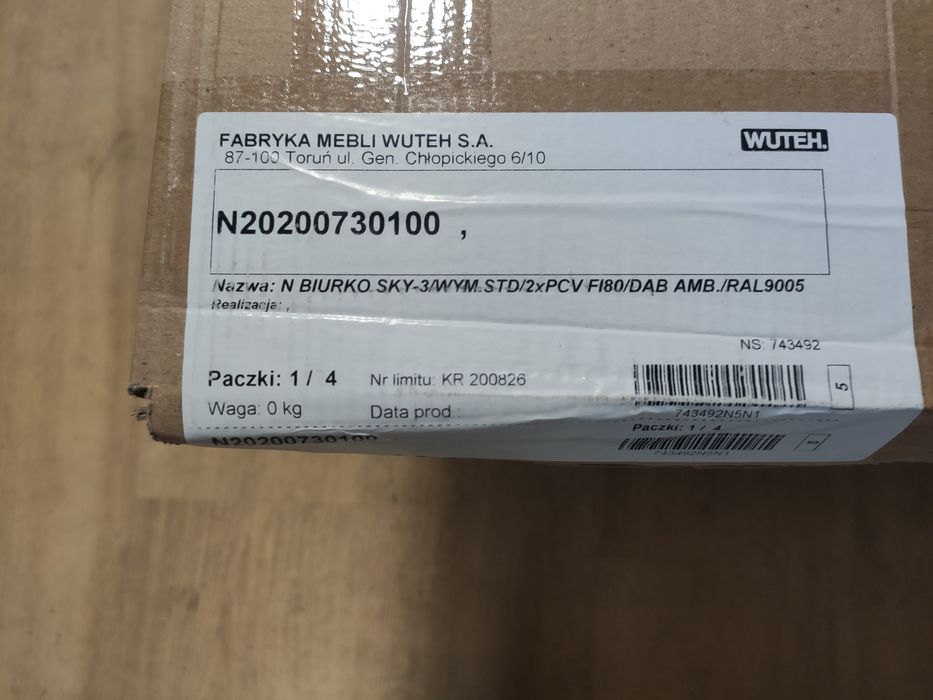 FABRYKA MEBLI WUTEH S.A.
WUTEH.
87-100 Toruń ul. Gen. Chłopickiego 6/10
N20200730100 ,
Nazwa: N BIURKO SKY-3/WYM.STD/2xPCV FI80/DĄB AMB./RAL9005
Realizacja: ,
NS: 743492
Paczki: 1 / 4 Nr limitu: KR 200826
5
Waga: 0 kg Data prod.:
743492N5N1
N20200730100
Paczki: 1 / 4
5
743492N5N1